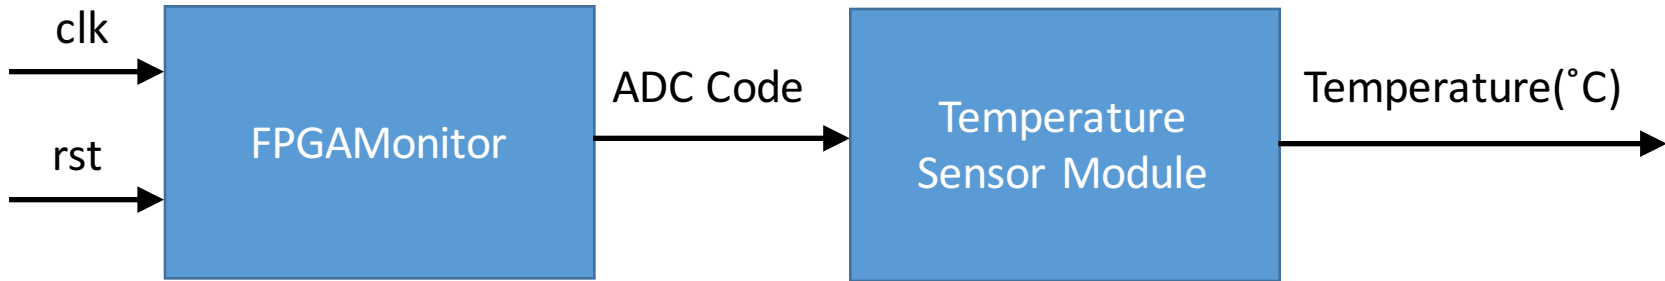 clk
rst
FPGAMonitor
ADC Code
Temperature
Sensor Module
Temperature(˚C)